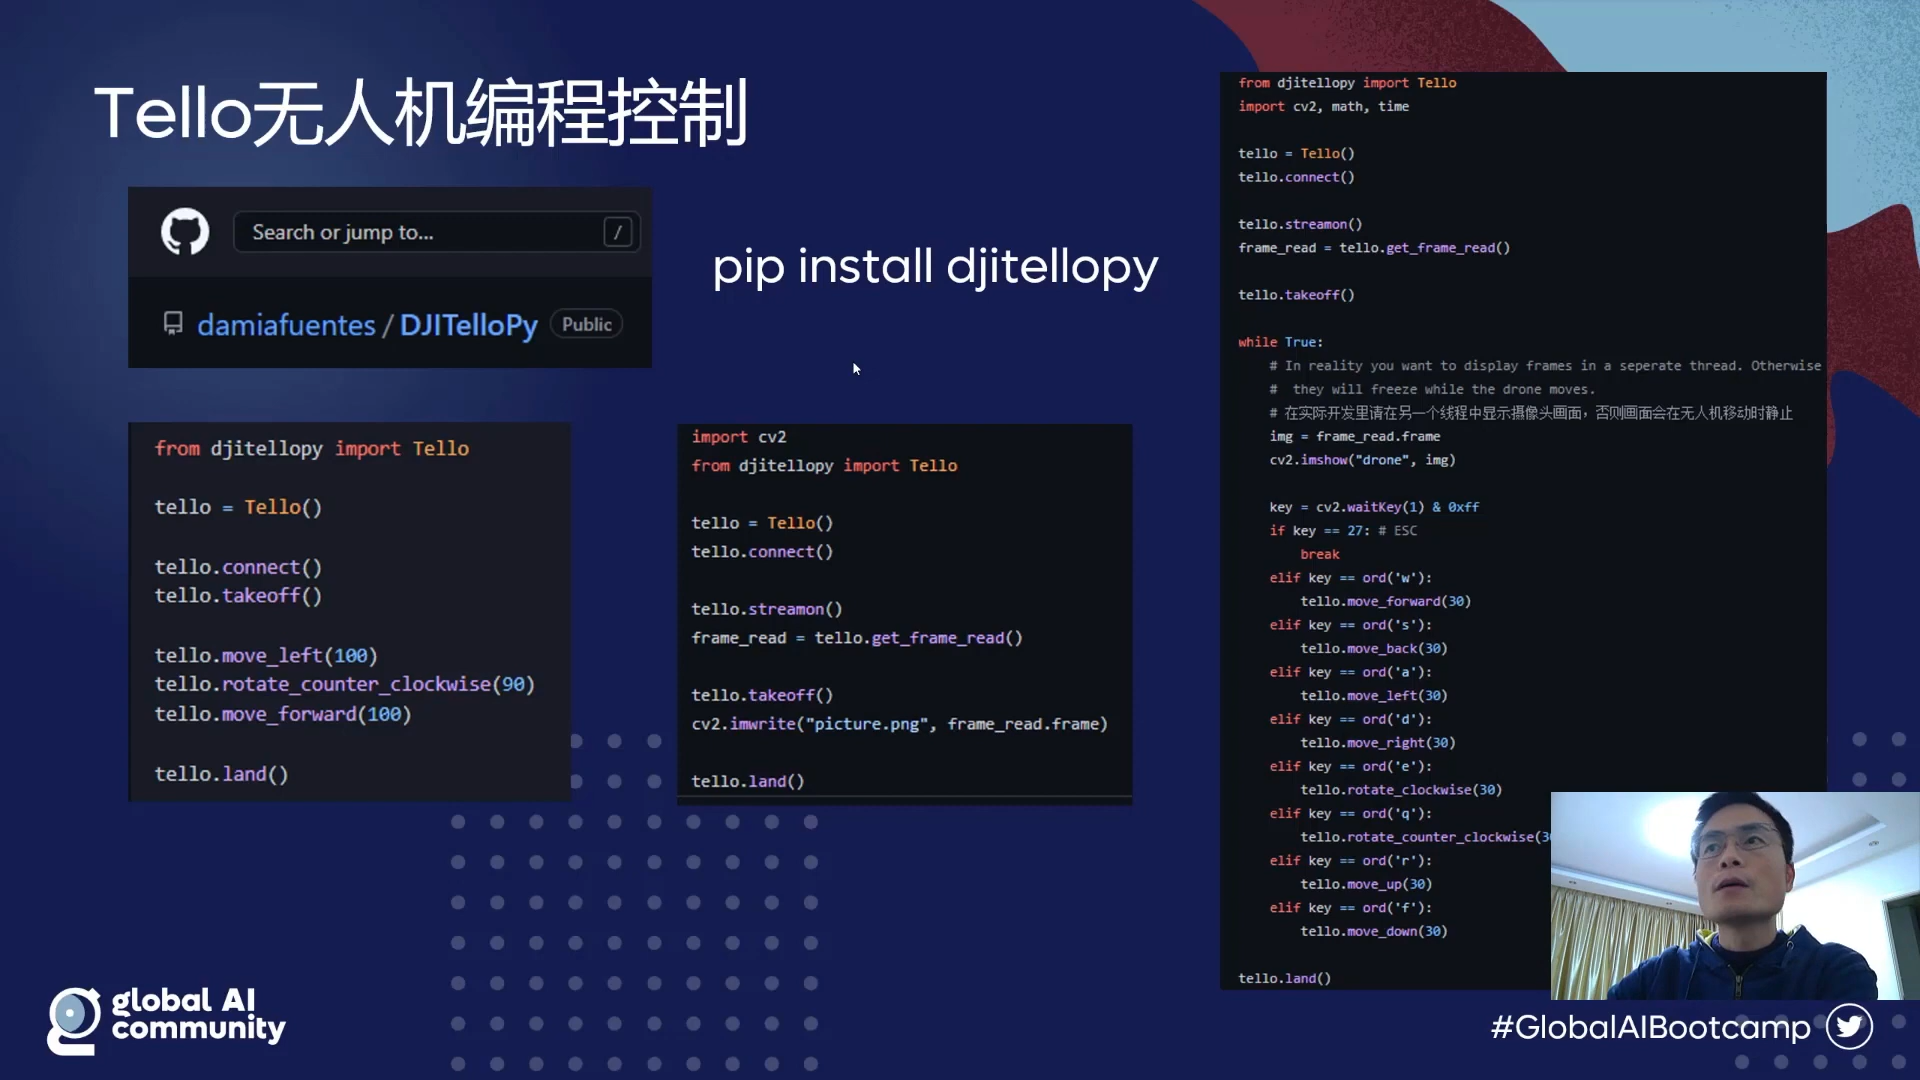 Tello无人机编程控制
Search or jump to...
/
damiafuentes / DJITelloPy
Public
pip install djitellopy
from djitellopy import Tello
tello = Tello()
tello.connect()
tello.takeoff()
tello.move_left(100)
tello.rotate_counter_clockwise(90)
tello.move_forward(100)
tello.land()
import cv2
from djitellopy import Tello
tello = Tello()
tello.connect()
tello.streamon()
frame_read = tello.get_frame_read()
tello.takeoff()
cv2.imwrite("picture.png", frame_read.frame)
tello.land()
from djitellopy import Tello
import cv2, math, time
tello = Tello()
tello.connect()
tello.streamon()
frame_read = tello.get_frame_read()
tello.takeoff()
while True:
# In reality you want to display frames in a seperate thread. Otherwise
#  they will freeze while the drone moves.
# 在实际开发里请在另一个线程中显示摄像头画面，否则画面会在无人机移动时静止
img = frame_read.frame
cv2.imshow("drone", img)
key = cv2.waitKey(1) & 0xff
if key == 27: # ESC
break
elif key == ord('w'):
tello.move_forward(30)
elif key == ord('s'):
tello.move_back(30)
elif key == ord('a'):
tello.move_left(30)
elif key == ord('d'):
tello.move_right(30)
elif key == ord('e'):
tello.rotate_clockwise(30)
elif key == ord('q'):
tello.rotate_counter_clockwise(3
elif key == ord('r'):
tello.move_up(30)
elif key == ord('f'):
tello.move_down(30)
tello.land()
global AI
community
#GlobalAIBootcamp